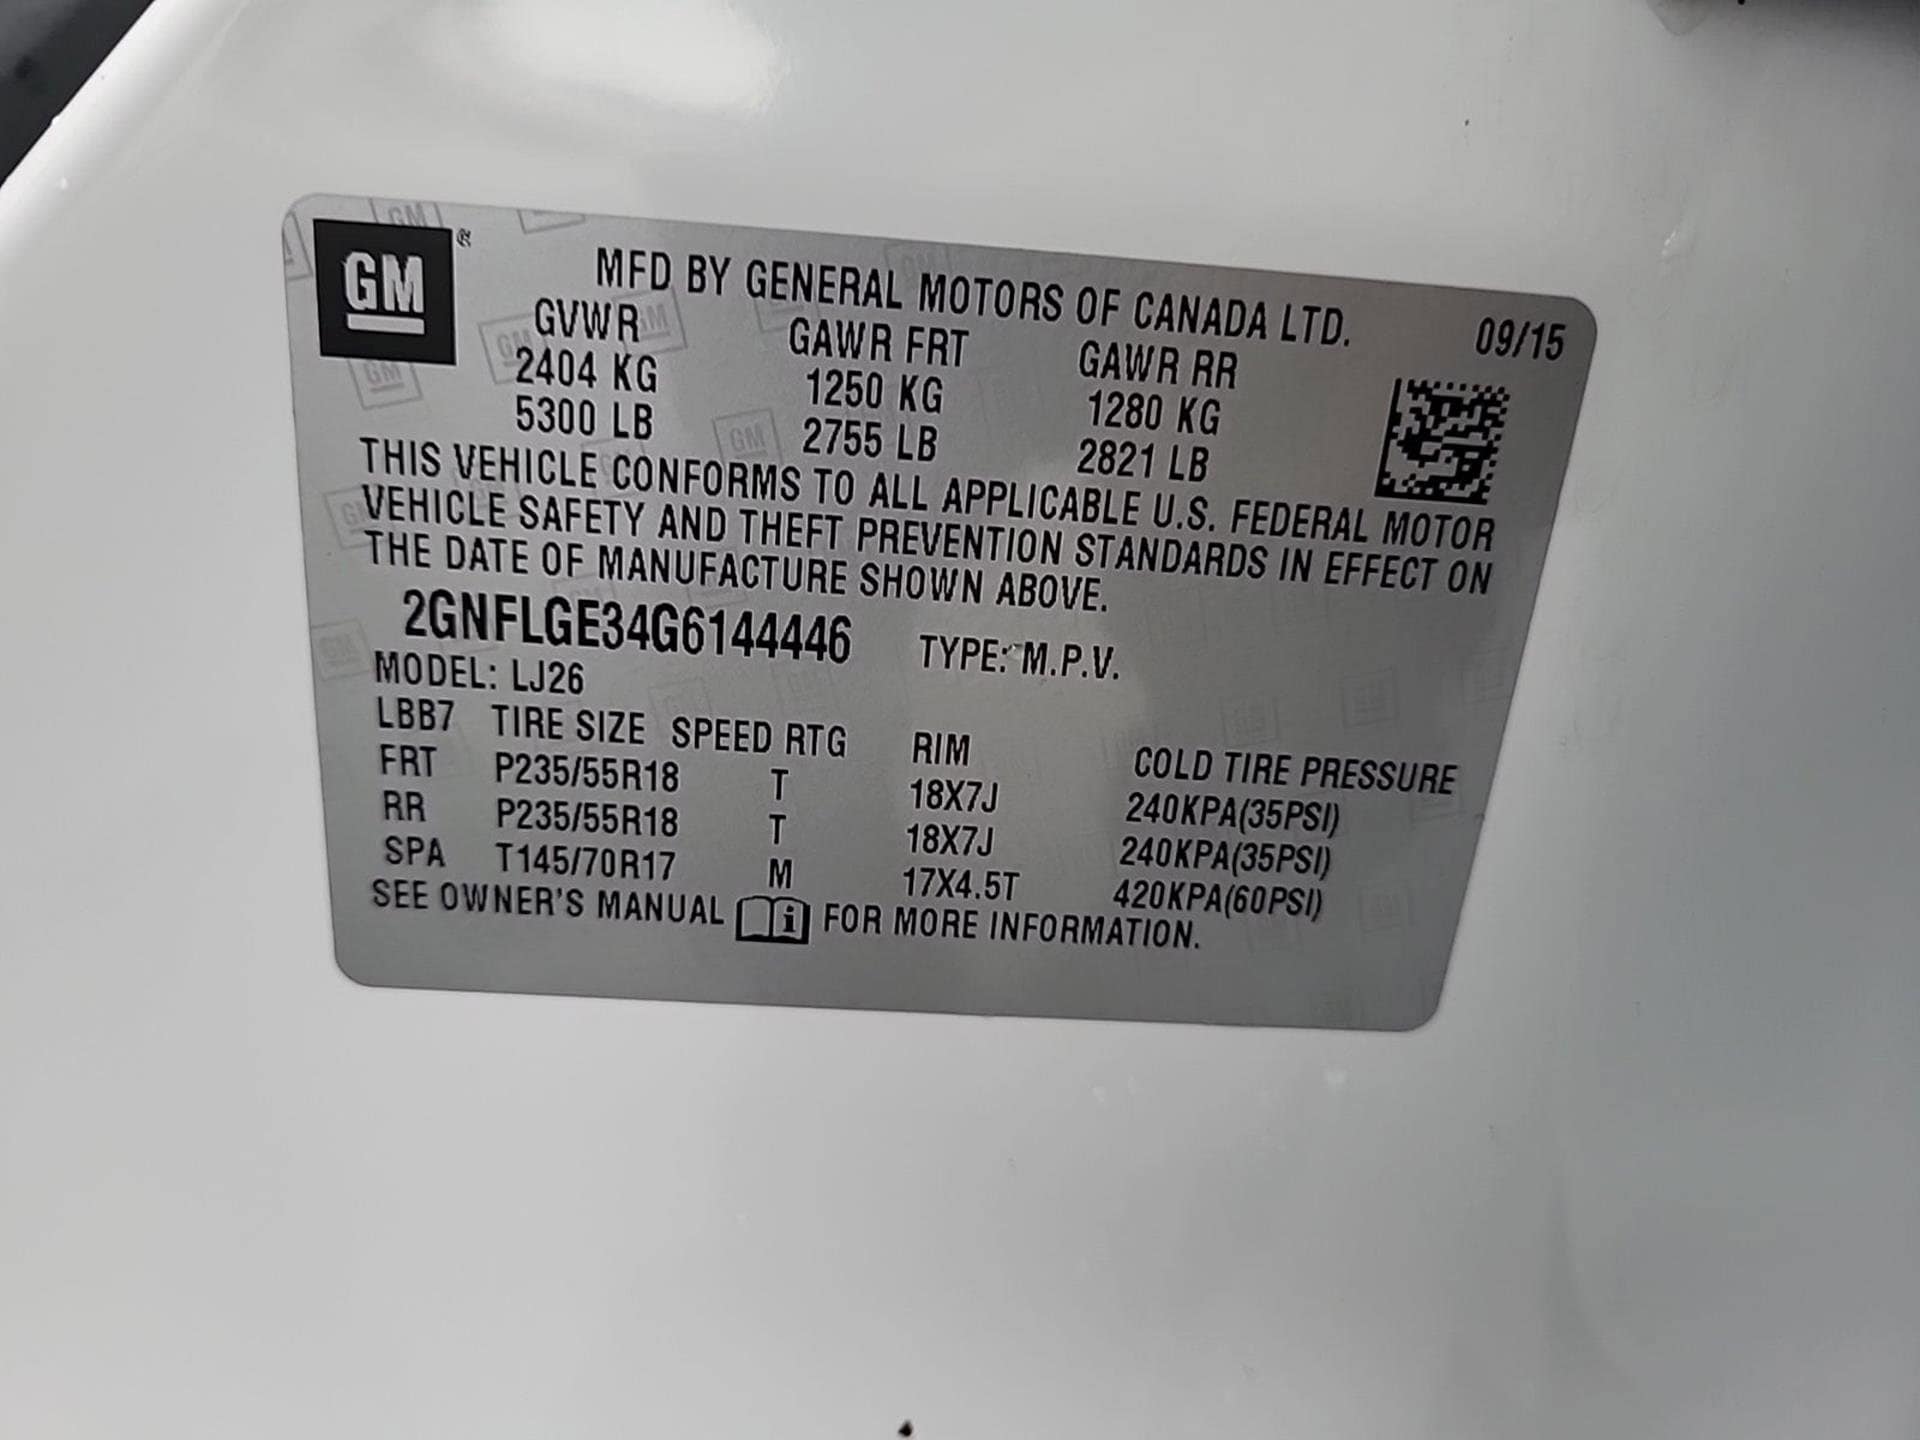 GM ®
MFD BY GENERAL MOTORS OF CANADA LTD. 09/15
GVWR GAWR FRT GAWR RR
2404 KG 1250 KG 1280 KG
5300 LB 2755 LB 2821 LB
THIS VEHICLE CONFORMS TO ALL APPLICABLE U.S. FEDERAL MOTOR
VEHICLE SAFETY AND THEFT PREVENTION STANDARDS IN EFFECT ON
THE DATE OF MANUFACTURE SHOWN ABOVE.
2GNFLGE34G6144446 TYPE: M.P.V.
MODEL: LJ26
LBB7 TIRE SIZE SPEED RTG RIM COLD TIRE PRESSURE
FRT P235/55R18 T 18X7J 240KPA(35PSI)
RR P235/55R18 T 18X7J 240KPA(35PSI)
SPA T145/70R17 M 17X4.5T 420KPA(60PSI)
SEE OWNER'S MANUAL i FOR MORE INFORMATION.